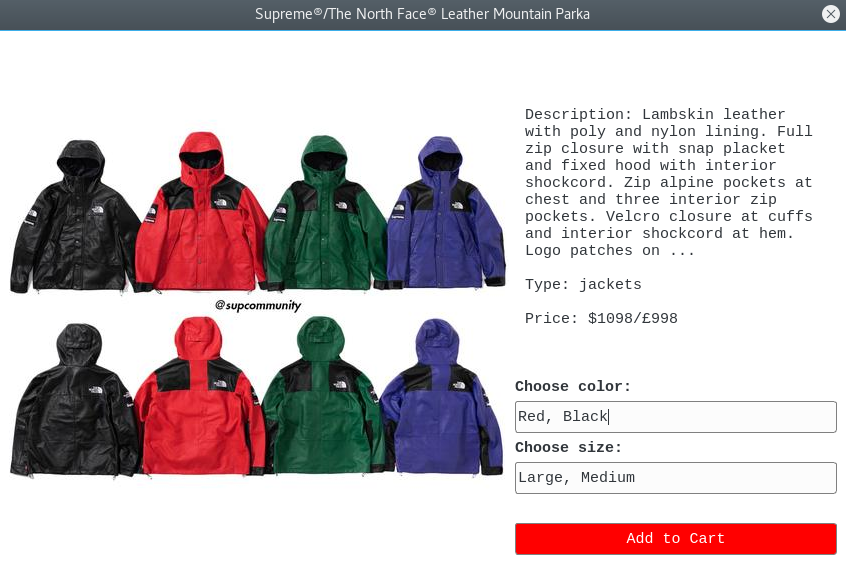 Supreme®/The North Face® Leather Mountain Parka
Description: Lambskin leather
with poly and nylon lining. Full
zip closure with snap placket
and fixed hood with interior
shockcord. Zip alpine pockets at
chest and three interior zip
pockets. Velcro closure at cuffs
and interior shockcord at hem.
Logo patches on ...
Type: jackets
Price: $1098/£998
@supcommunity
Choose color:
Red, Black
Choose size:
Large, Medium
Add to Cart